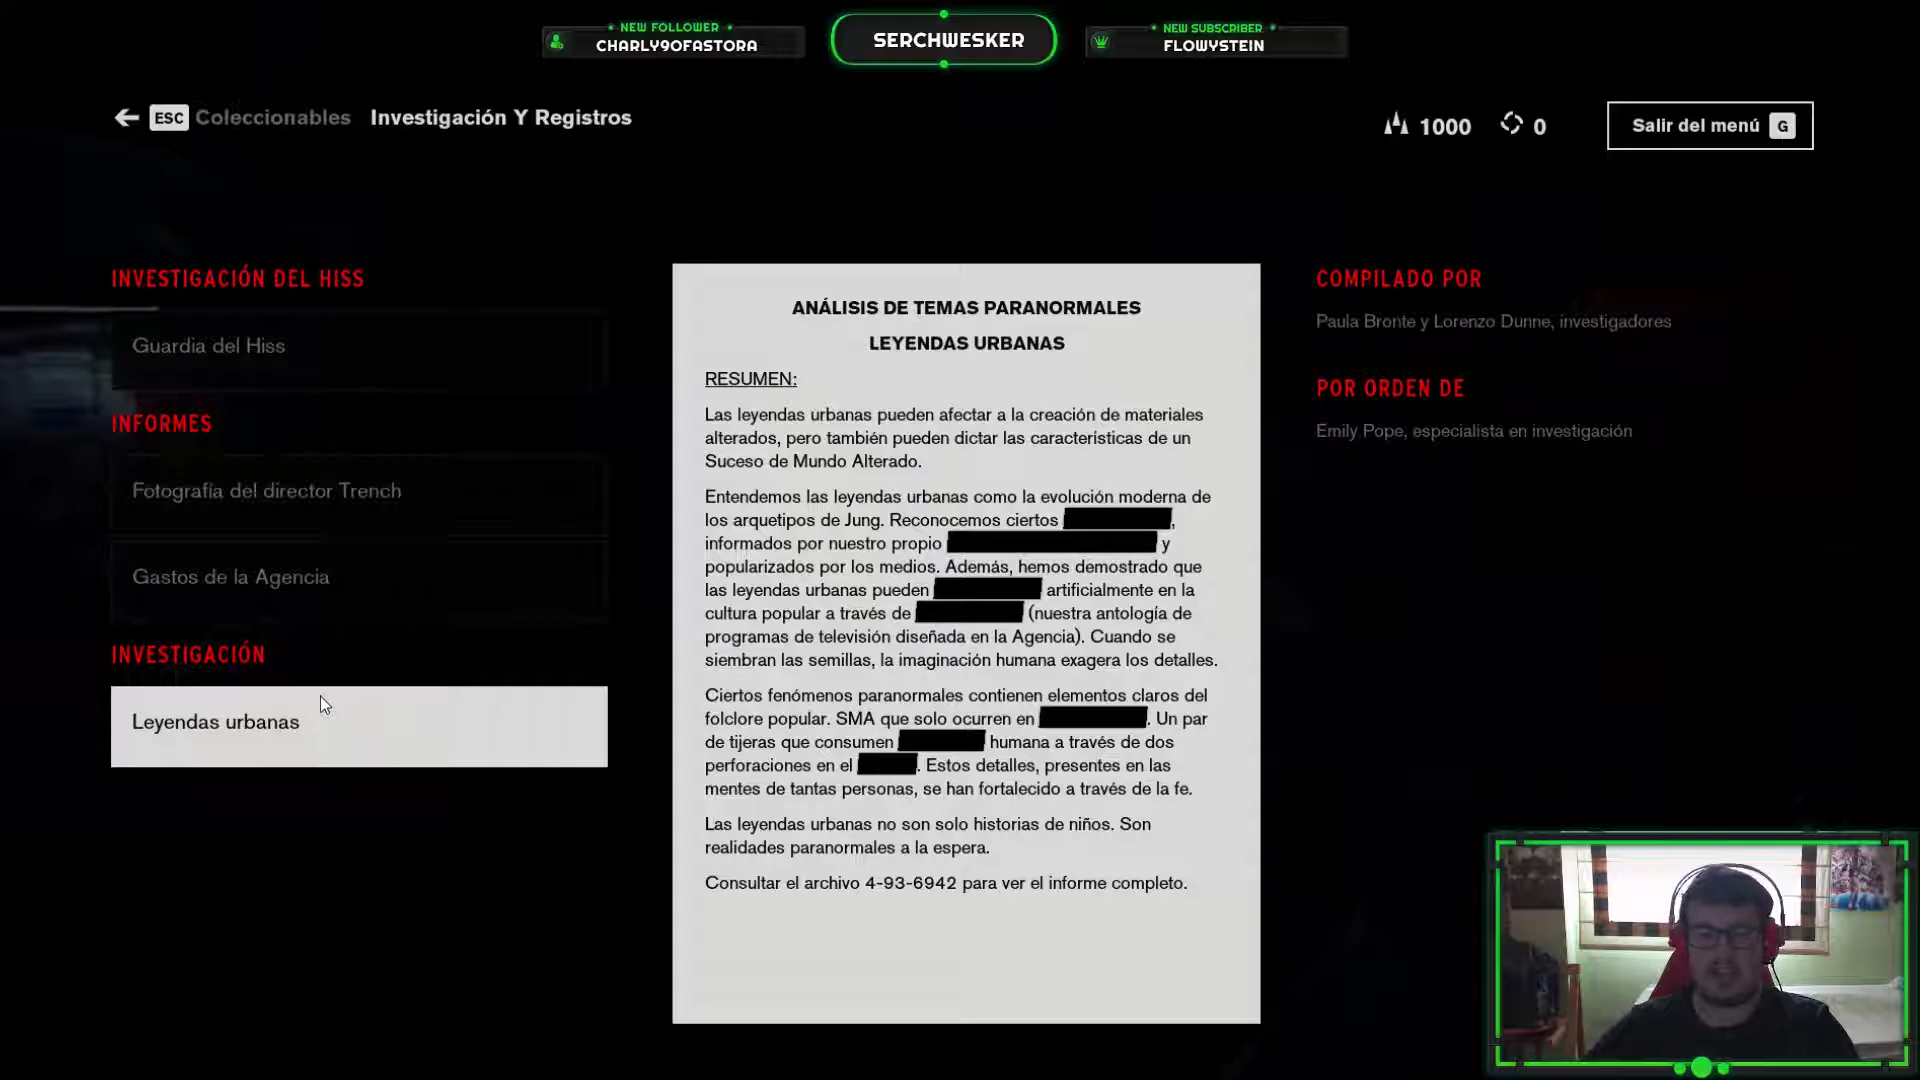 NEW FOLLOWER
CHARLY9OFASTORA
SERCHWESKER
NEW SUBSCRIBER
FLOWYSTEIN
ESC Coleccionables Investigación Y Registros
1000 0
Salir del menú G
INVESTIGACIÓN DEL HISS
Guardia del Hiss
INFORMES
Fotografía del director Trench
Gastos de la Agencia
INVESTIGACIÓN
Leyendas urbanas
ANÁLISIS DE TEMAS PARANORMALES
LEYENDAS URBANAS
RESUMEN:
Las leyendas urbanas pueden afectar a la creación de materiales
alterados, pero también pueden dictar las características de un
Suceso de Mundo Alterado.
Entendemos las leyendas urbanas como la evolución moderna de
los arquetipos de Jung. Reconocemos ciertos ,
informados por nuestro propio y
popularizados por los medios. Además, hemos demostrado que
las leyendas urbanas pueden artificialmente en la
cultura popular a través de (nuestra antología de
programas de televisión diseñada en la Agencia). Cuando se
siembran las semillas, la imaginación humana exagera los detalles.
Ciertos fenómenos paranormales contienen elementos claros del
folclore popular. SMA que solo ocurren en . Un par
de tijeras que consumen humana a través de dos
perforaciones en el . Estos detalles, presentes en las
mentes de tantas personas, se han fortalecido a través de la fe.
Las leyendas urbanas no son solo historias de niños. Son
realidades paranormales a la espera.
Consultar el archivo 4-93-6942 para ver el informe completo.
COMPILADO POR
Paula Bronte y Lorenzo Dunne, investigadores
POR ORDEN DE
Emily Pope, especialista en investigación